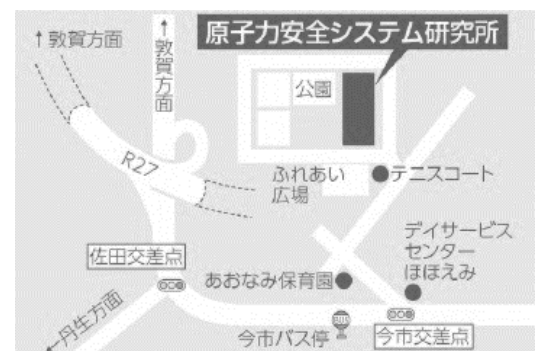 ↑敦賀方面
↑敦賀方面
原子力安全システム研究所
公園
R27
ふれあい
広場
テニスコート
デイサービス
センター
ほほえみ
佐田交差点
あおなみ保育園
←丹生方面
今市バス停
BUS
今市交差点